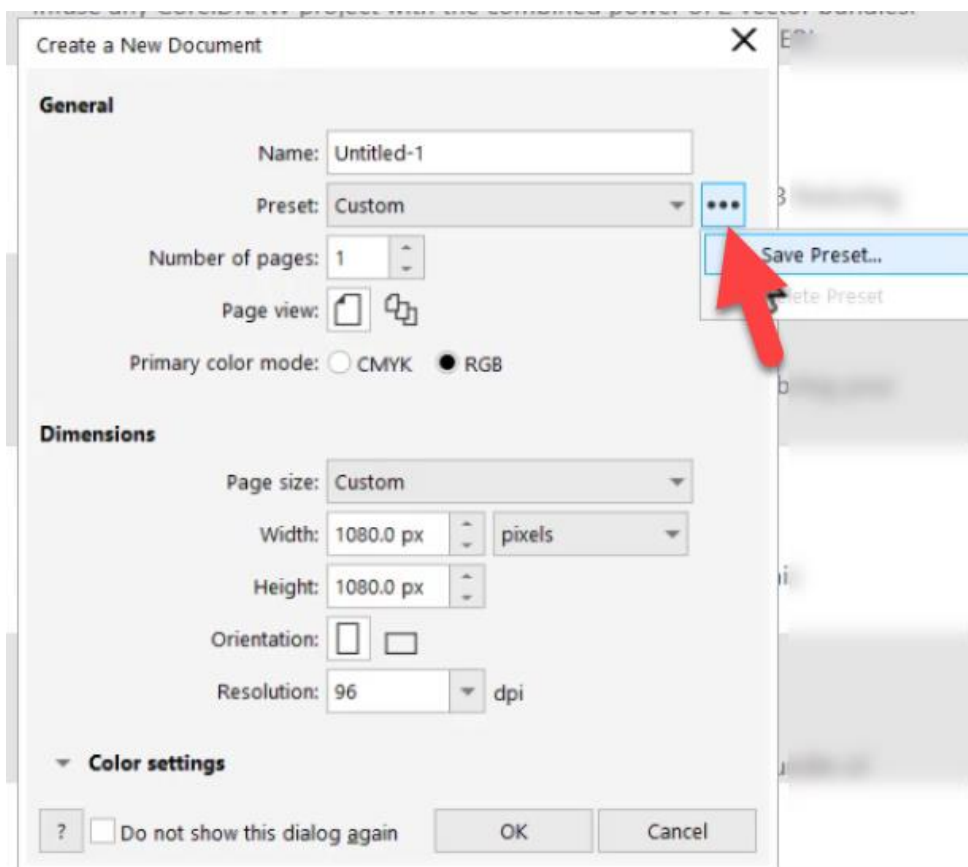 Create a New Document
General
Name: Untitled-1
Preset: Custom
Save Preset...
Number of pages: 1
Preset
Page view:
Primary color mode: CMYK RGB
Dimensions
Page size: Custom
Width: 1080.0 px pixels
Height: 1080.0 px
Orientation:
Resolution: 96 dpi
Color settings
? Do not show this dialog again OK Cancel